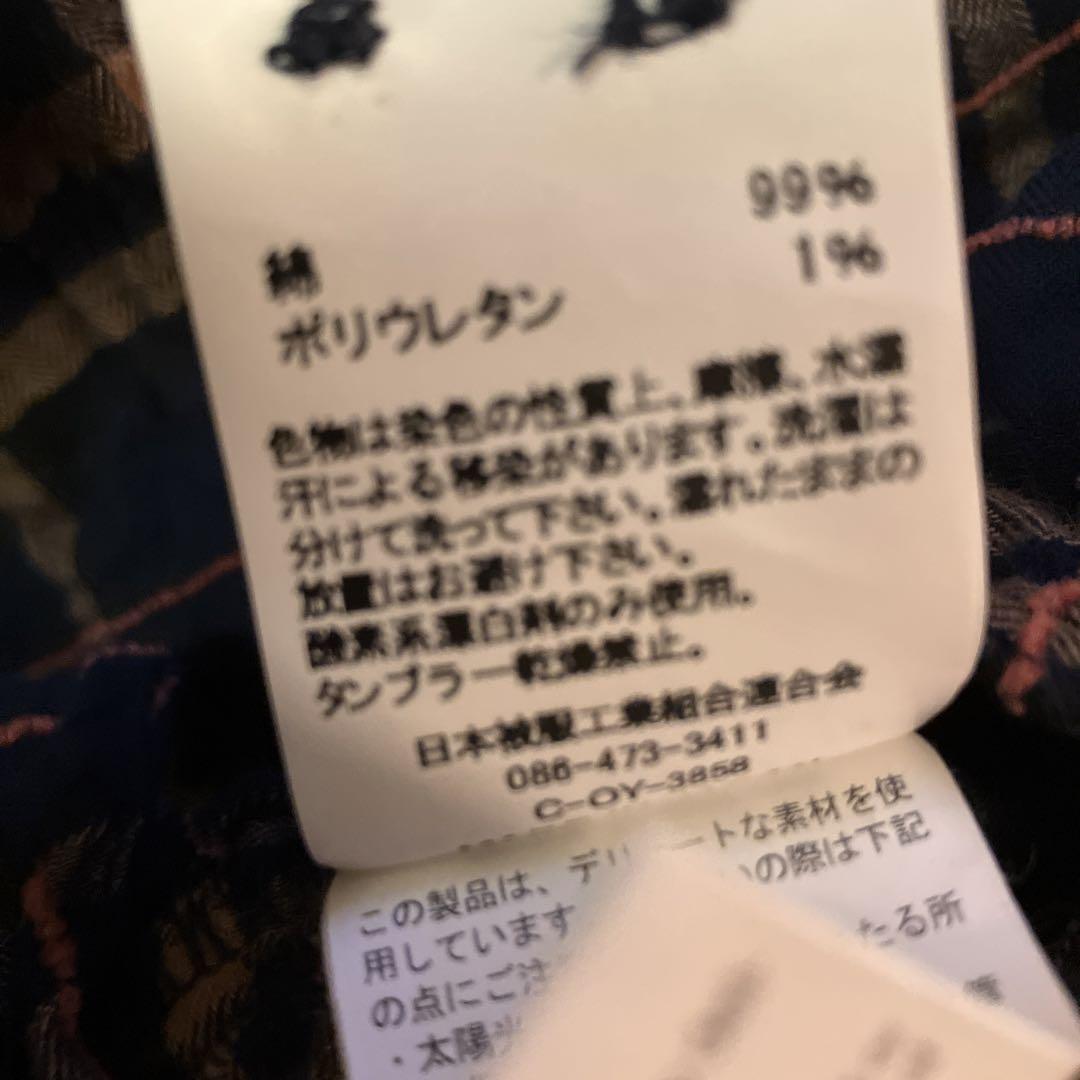 綿 99%
ポリウレタン 1%
色物は染色の性質上、摩擦、水濡
汗による移染があります。洗濯は
分けて洗って下さい。濡れたままの
放置はお避け下さい。
酸素系漂白剤のみ使用。
タンブラー乾燥禁止。
日本被服工業組合連合会
086-473-3411
C-OY-3858
この製品は、デリ ートな素材を使
用しています の際は下記
の点にご注 たる所
・太陽光